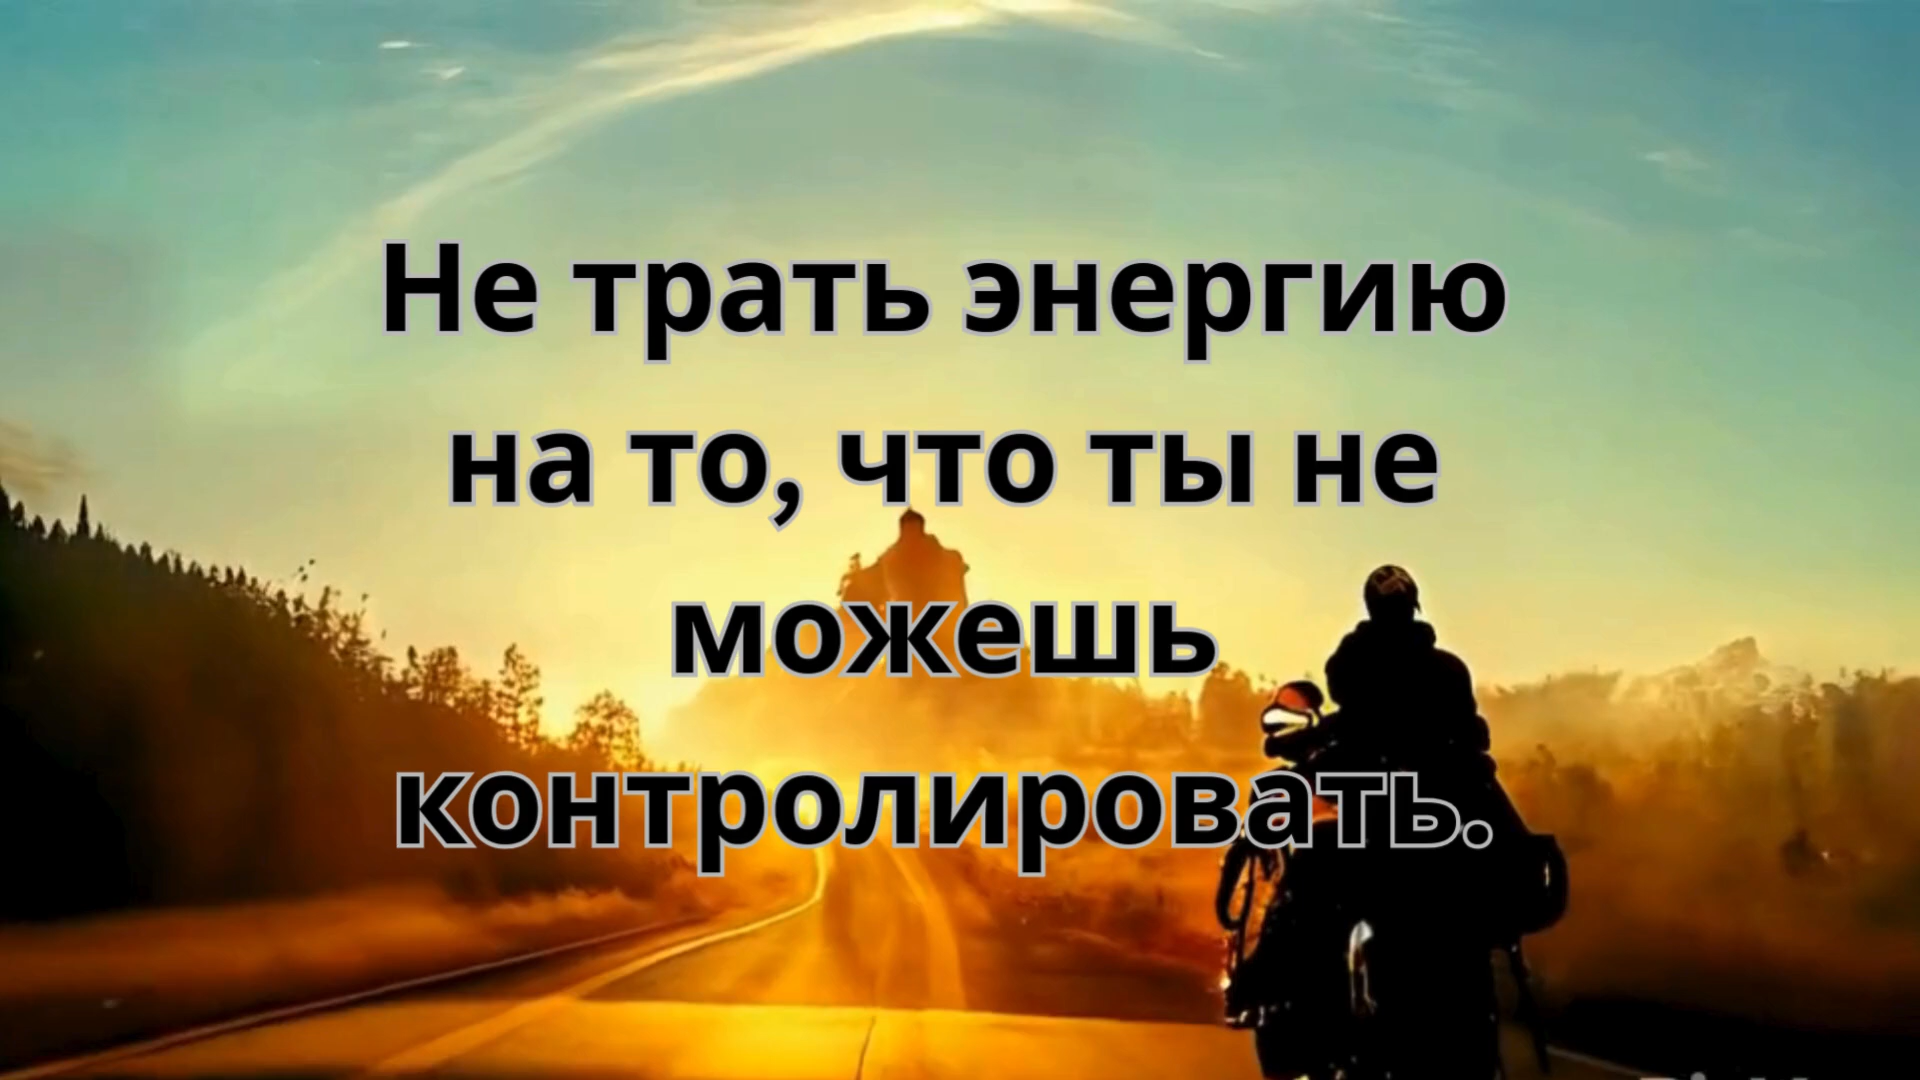 Не трать энергию
на то, что ты не
можешь
контролировать.